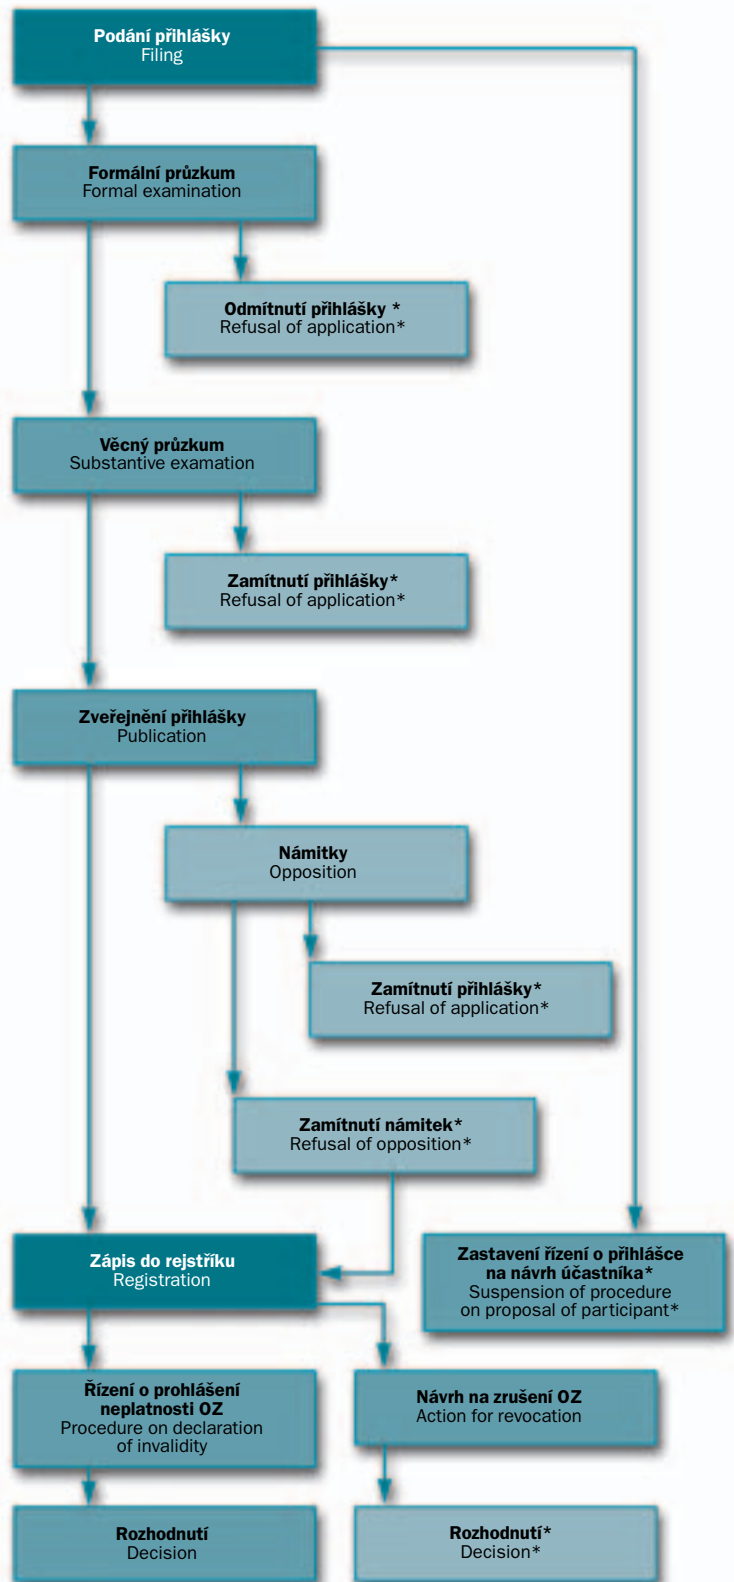 Podání přihlášky
Filing
Formální průzkum
Formal examination
Odmítnutí přihlášky *
Refusal of application*
Věcný průzkum
Substantive examation
Zamítnutí přihlášky*
Refusal of application*
Zveřejnění přihlášky
Publication
Námitky
Opposition
Zamítnutí přihlášky*
Refusal of application*
Zamítnutí námitek*
Refusal of opposition*
Zápis do rejstříku
Registration
Zastavení řízení o přihlášce
na návrh účastníka*
Suspension of procedure
on proposal of participant*
Řízení o prohlášení
neplatnosti OZ
Procedure on declaration
of invalidity
Návrh na zrušení OZ
Action for revocation
Rozhodnutí
Decision
Rozhodnutí*
Decision*